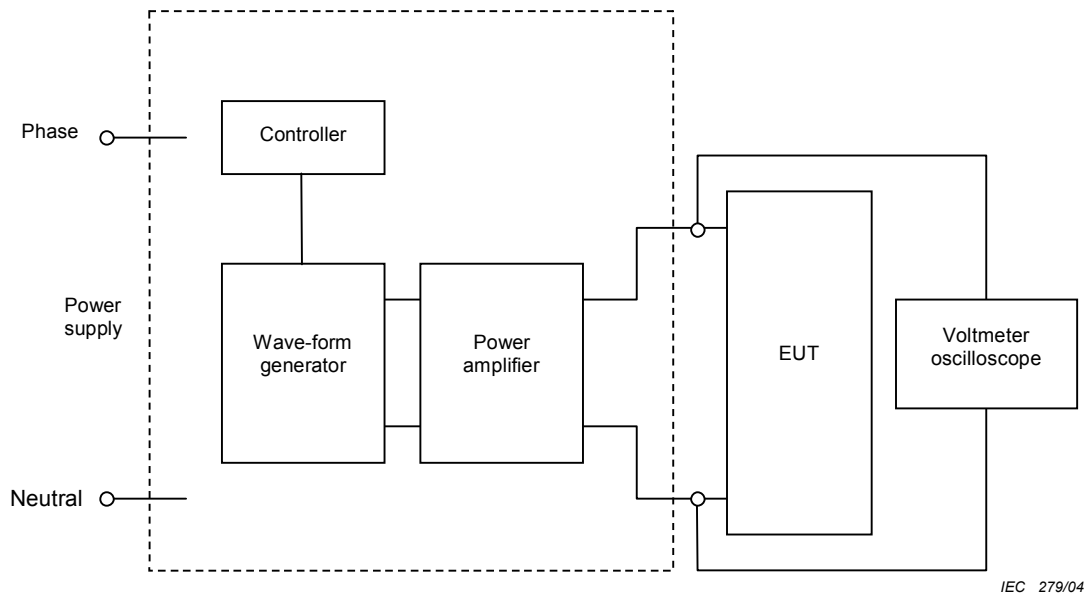 Phase
Controller
Power
supply
Wave-form
generator
Power
amplifier
EUT
Voltmeter
oscilloscope
Neutral
IEC 279/04